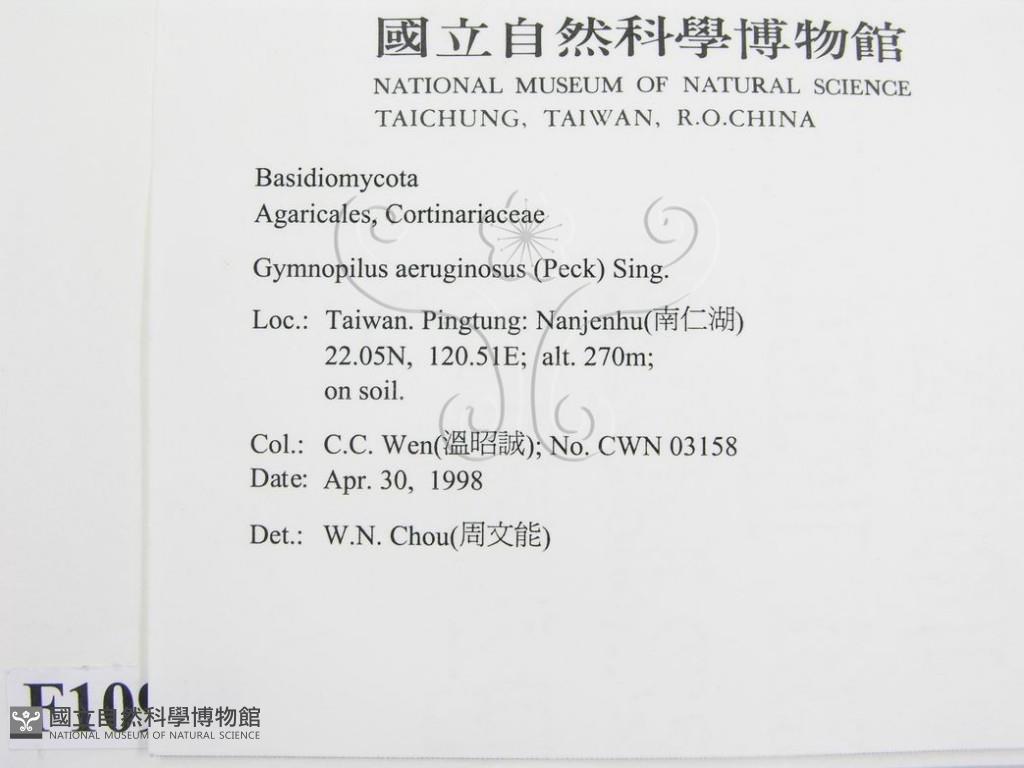 國立自然科學博物館
NATIONAL MUSEUM OF NATURAL SCIENCE
TAICHUNG, TAIWAN, R.O.CHINA
Basidiomycota
Agaricales, Cortinariaceae
Gymnopilus aeruginosus (Peck) Sing.
Loc.: Taiwan. Pingtung: Nanjenhu(南仁湖)
22.05N, 120.51E; alt. 270m;
on soil.
Col.: C.C. Wen(溫昭誠); No. CWN 03158
Date: Apr. 30, 1998
Det.: W.N. Chou(周文能)
F109
國立自然科學博物館
NATIONAL MUSEUM OF NATURAL SCIENCE